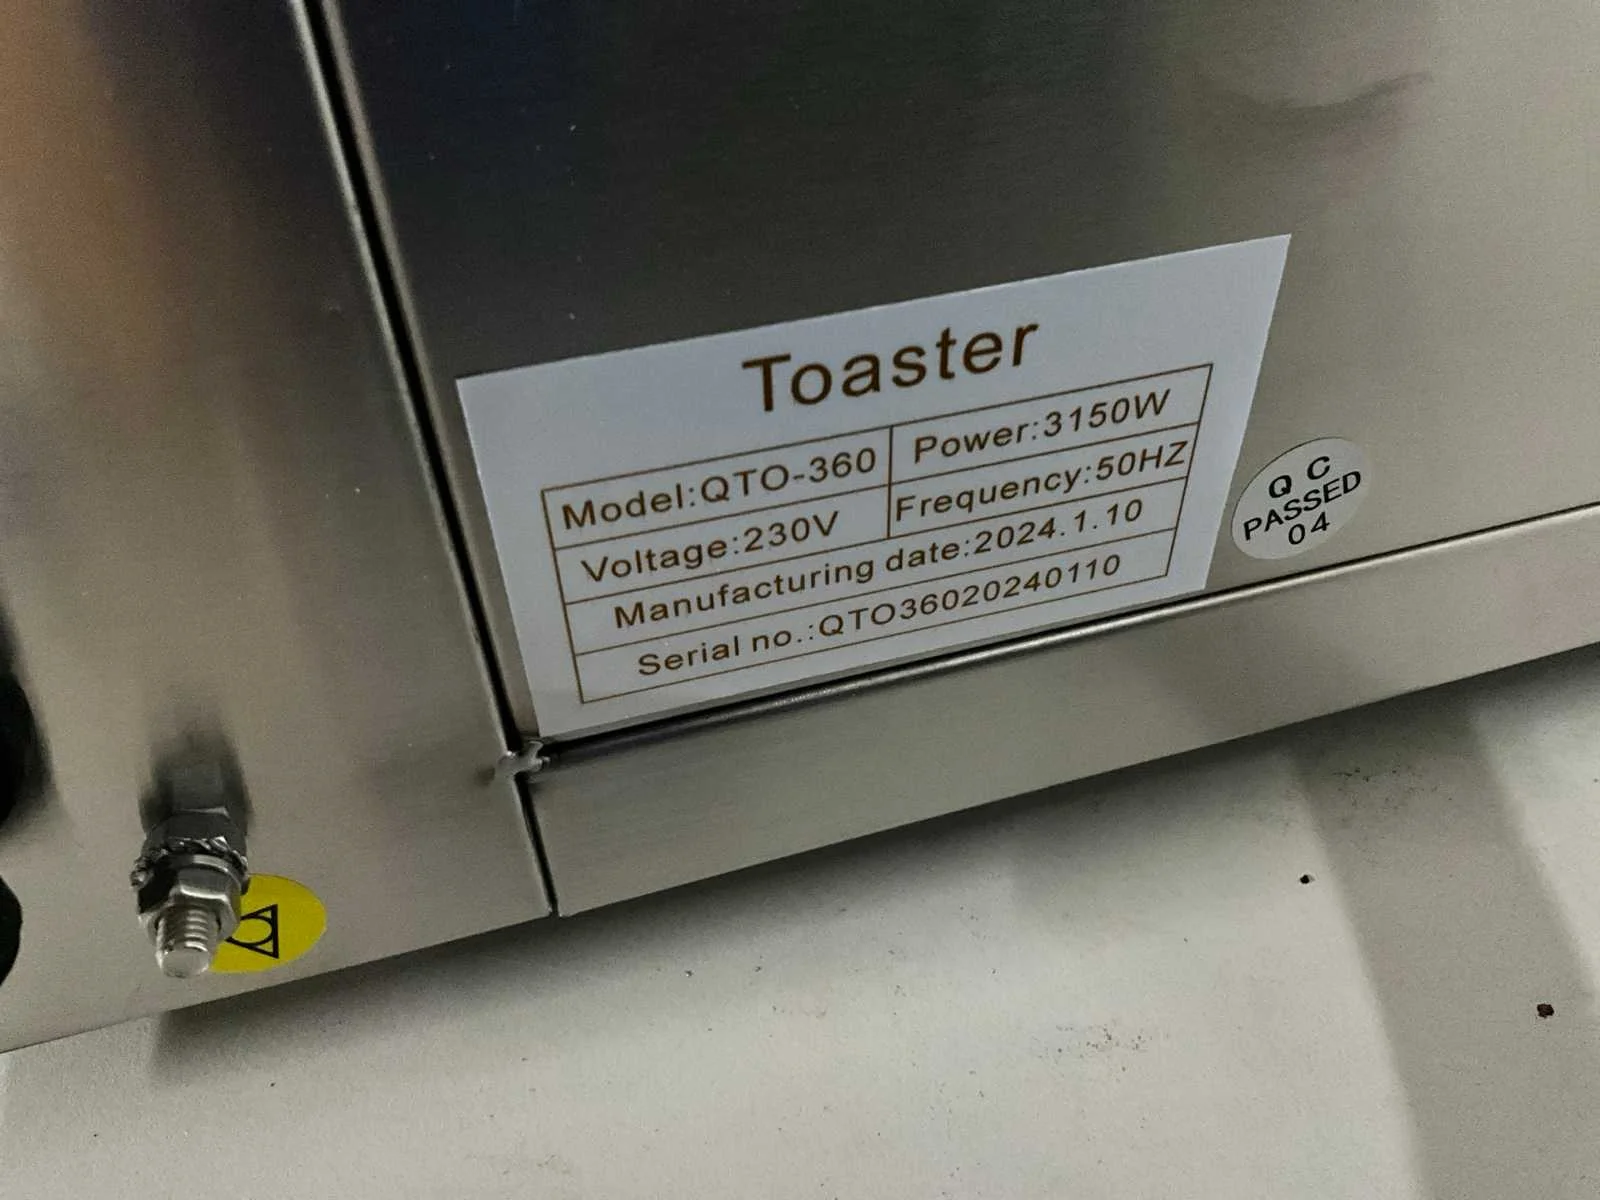 Toaster
Model:QTO-360 Power:3150W
Voltage:230V Frequency:50HZ
Manufacturing date:2024.1.10
Serial no.:QTO36020240110
Q C
PASSED
04